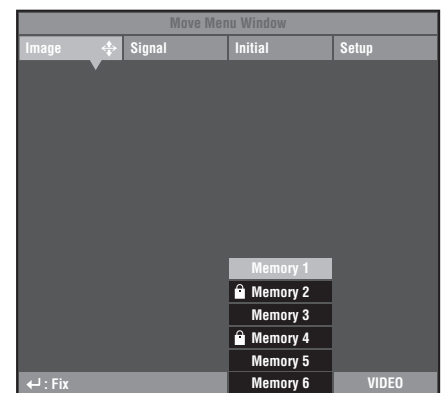 Move Menu Window
Image Signal Initial Setup
Memory 1
Memory 2
Memory 3
Memory 4
Memory 5
↵ : Fix Memory 6 VIDEO